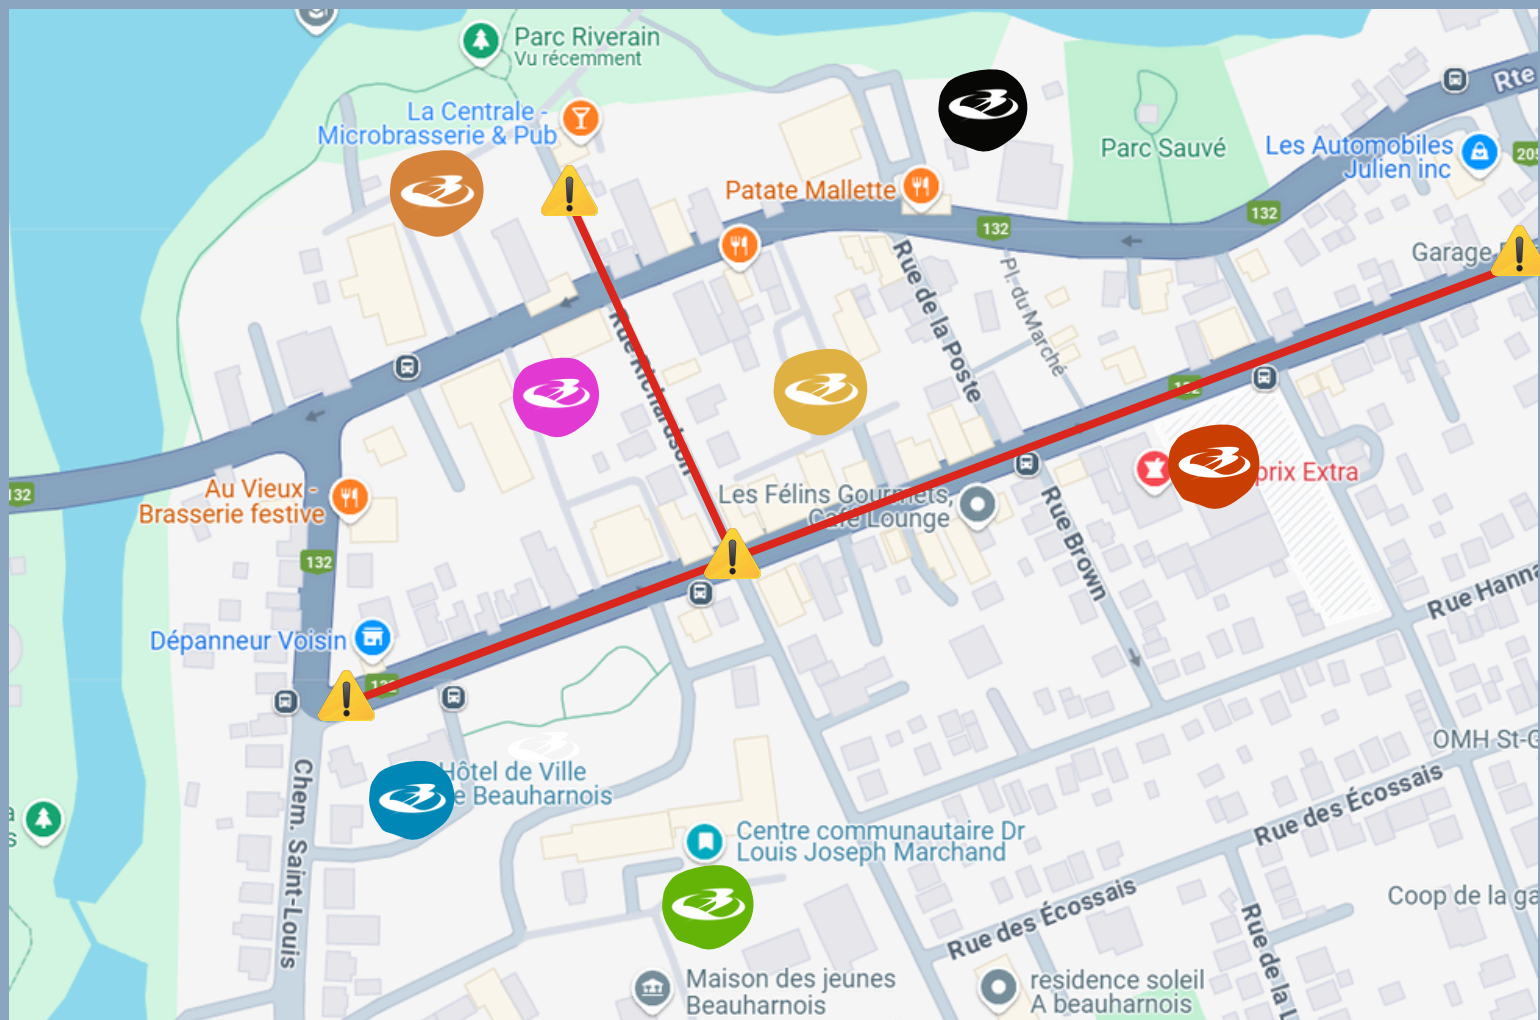 Parc Riverain
Vu récemment
Rte
La Centrale -
Microbrasserie & Pub
Parc Sauvé
Les Automobiles
Julien inc
205
Patate Mallette
132
132
Garage
Rue de la Poste
Pl. du Marché
Rue Richardson
132
132
Au Vieux -
Brasserie festive
Les Félins Gourmets,
Café Lounge
prix Extra
Rue Brown
132
Rue Hanna
Dépanneur Voisin
132
OMH St-
Hôtel de Ville
e Beauharnois
Chem. Saint-Louis
Rue des Écossais
Centre communautaire Dr
Louis Joseph Marchand
Coop de la ga
Rue des Écossais
Rue de la
Maison des jeunes
Beauharnois
residence soleil
A beauharnois